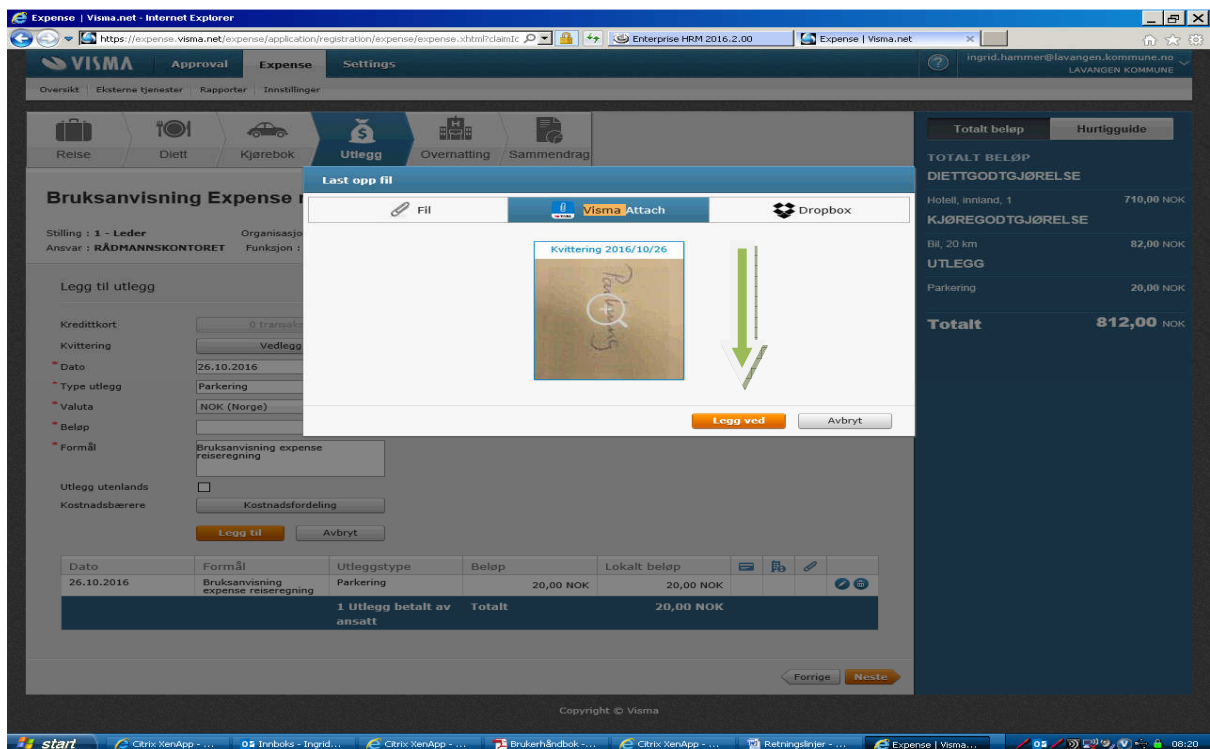 Expense | Visma.net - Internet Explorer
https://expense.visma.net/expense/application/registration/expense/expense.xhtml?claimIc
Enterprise HRM 2016.2.00
Expense | Visma.net
VISMA
Approval
Expense
Settings
ingrid.hammer@lavangen.kommune.no
LAVANGEN KOMMUNE
Oversikt
Eksterne tjenester
Rapporter
Innstillinger
Reise
Diett
Kjørebok
Utlegg
Overnatting
Sammendrag
Totalt beløp
Hurtigguide
TOTALT BELØP
DIETTGODTGJØRELSE
Hotell, innland, 1 710,00 NOK
KJØREGODTGJØRELSE
Bil, 20 km 82,00 NOK
UTLEGG
Parkering 20,00 NOK
Totalt 812,00 NOK
Last opp fil
Fil
Visma Attach
Dropbox
Kvittering 2016/10/26
Parkering
Legg ved
Avbryt
Bruksanvisning Expense
Stilling : 1 - Leder
Organisasjo
Ansvar : RÅDMANNSKONTORET
Funksjon :
Legg til utlegg
Kredittkort 0 transaks
Kvittering Vedlegg
* Dato 26.10.2016
* Type utlegg Parkering
* Valuta NOK (Norge)
* Beløp
* Formål Bruksanvisning expense
reiseregning
Utlegg utenlands
Kostnadsbærere Kostnadsfordeling
Legg til
Avbryt
Dato Formål Utleggstype Beløp Lokalt beløp
26.10.2016 Bruksanvisning Parkering 20,00 NOK 20,00 NOK
expense reiseregning
1 Utlegg betalt av Totalt 20,00 NOK
ansatt
Forrige
Neste
Copyright © Visma
start
Citrix XenApp - ...
Innboks - Ingrid...
Citrix XenApp - ...
Brukerhåndbok -...
Citrix XenApp - ...
Retningslinjer - ...
Expense | Visma...
08:20